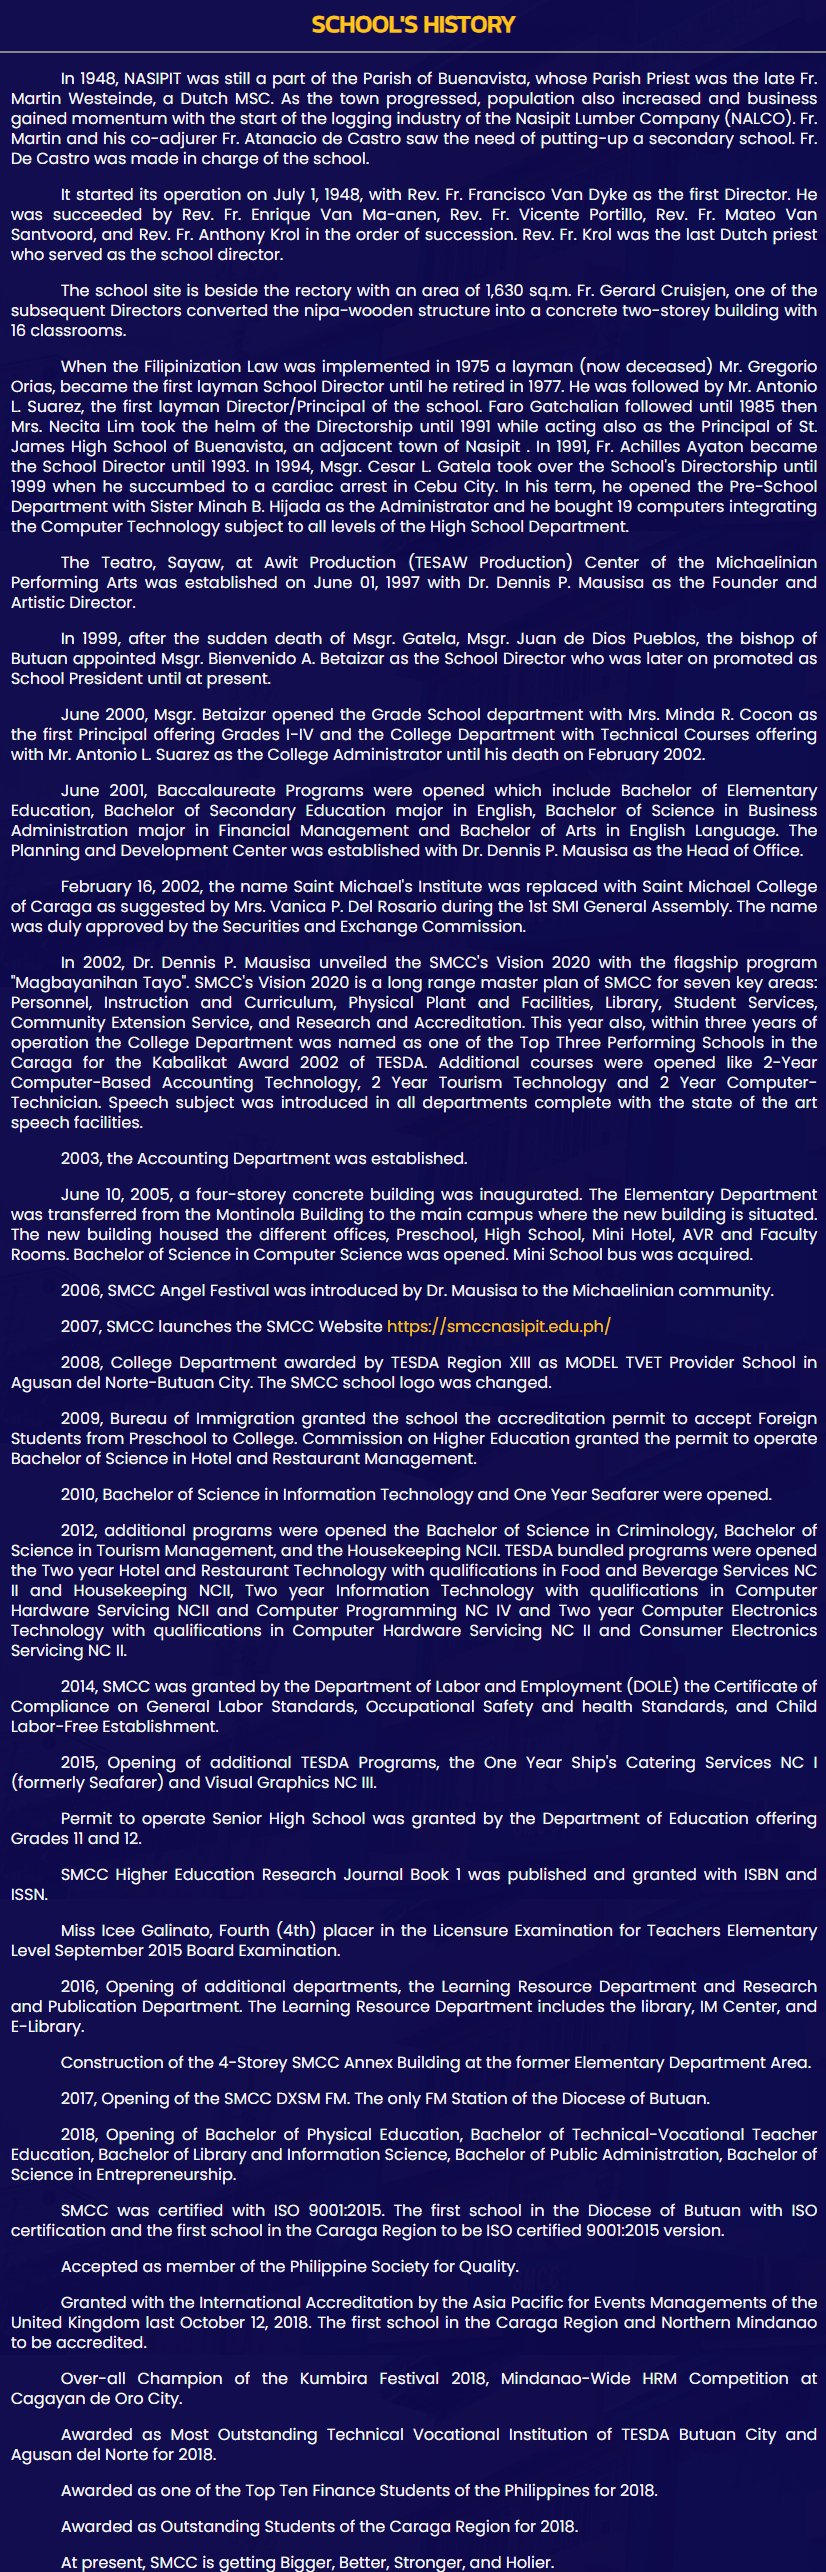 SCHOOL'S HISTORY
In 1948, NASIPIT was still a part of the Parish of Buenavista, whose Parish Priest was the late Fr.
Martin Westeinde, a Dutch MSC. As the town progressed, population also increased and business
gained momentum with the start of the logging industry of the Nasipit Lumber Company (NALCO). Fr.
Martin and his co-adjurer Fr. Atanacio de Castro saw the need of putting-up a secondary school. Fr.
De Castro was made in charge of the school.
It started its operation on July 1, 1948, with Rev. Fr. Francisco Van Dyke as the first Director. He
was succeeded by Rev. Fr. Enrique Van Ma-anen, Rev. Fr. Vicente Portillo, Rev. Fr. Mateo Van
Santvoord, and Rev. Fr. Anthony Krol in the order of succession. Rev. Fr. Krol was the last Dutch priest
who served as the school director.
The school site is beside the rectory with an area of 1,630 sq.m. Fr. Gerard Cruisjen, one of the
subsequent Directors converted the nipa-wooden structure into a concrete two-storey building with
16 classrooms.
When the Filipinization Law was implemented in 1975 a layman (now deceased) Mr. Gregorio
Orias, became the first layman School Director until he retired in 1977. He was followed by Mr. Antonio
L. Suarez, the first layman Director/Principal of the school. Faro Gatchalian followed until 1985 then
Mrs. Necita Lim took the helm of the Directorship until 1991 while acting also as the Principal of St.
James High School of Buenavista, an adjacent town of Nasipit . In 1991, Fr. Achilles Ayaton became
the School Director until 1993. In 1994, Msgr. Cesar L. Gatela took over the School's Directorship until
1999 when he succumbed to a cardiac arrest in Cebu City. In his term, he opened the Pre-School
Department with Sister Minah B. Hijada as the Administrator and he bought 19 computers integrating
the Computer Technology subject to all levels of the High School Department.
The Teatro, Sayaw, at Awit Production (TESAW Production) Center of the Michaelinian
Performing Arts was established on June 01, 1997 with Dr. Dennis P. Mausisa as the Founder and
Artistic Director.
In 1999, after the sudden death of Msgr. Gatela, Msgr. Juan de Dios Pueblos, the bishop of
Butuan appointed Msgr. Bienvenido A. Betaizar as the School Director who was later on promoted as
School President until at present.
June 2000, Msgr. Betaizar opened the Grade School department with Mrs. Minda R. Cocon as
the first Principal offering Grades I-IV and the College Department with Technical Courses offering
with Mr. Antonio L. Suarez as the College Administrator until his death on February 2002.
June 2001, Baccalaureate Programs were opened which include Bachelor of Elementary
Education, Bachelor of Secondary Education major in English, Bachelor of Science in Business
Administration major in Financial Management and Bachelor of Arts in English Language. The
Planning and Development Center was established with Dr. Dennis P. Mausisa as the Head of Office.
February 16, 2002, the name Saint Michael's Institute was replaced with Saint Michael College
of Caraga as suggested by Mrs. Vanica P. Del Rosario during the 1st SMI General Assembly. The name
was duly approved by the Securities and Exchange Commission.
In 2002, Dr. Dennis P. Mausisa unveiled the SMCC's Vision 2020 with the flagship program
"Magbayanihan Tayo". SMCC's Vision 2020 is a long range master plan of SMCC for seven key areas:
Personnel, Instruction and Curriculum, Physical Plant and Facilities, Library, Student Services,
Community Extension Service, and Research and Accreditation. This year also, within three years of
operation the College Department was named as one of the Top Three Performing Schools in the
Caraga for the Kabalikat Award 2002 of TESDA. Additional courses were opened like 2-Year
Computer-Based Accounting Technology, 2 Year Tourism Technology and 2 Year Computer-
Technician. Speech subject was introduced in all departments complete with the state of the art
speech facilities.
2003, the Accounting Department was established.
June 10, 2005, a four-storey concrete building was inaugurated. The Elementary Department
was transferred from the Montinola Building to the main campus where the new building is situated.
The new building housed the different offices, Preschool, High School, Mini Hotel, AVR and Faculty
Rooms. Bachelor of Science in Computer Science was opened. Mini School bus was acquired.
2006, SMCC Angel Festival was introduced by Dr. Mausisa to the Michaelinian community.
2007, SMCC launches the SMCC Website https://smccnasipit.edu.ph/
2008, College Department awarded by TESDA Region XIII as MODEL TVET Provider School in
Agusan del Norte-Butuan City. The SMCC school logo was changed.
2009, Bureau of Immigration granted the school the accreditation permit to accept Foreign
Students from Preschool to College. Commission on Higher Education granted the permit to operate
Bachelor of Science in Hotel and Restaurant Management.
2010, Bachelor of Science in Information Technology and One Year Seafarer were opened.
2012, additional programs were opened the Bachelor of Science in Criminology, Bachelor of
Science in Tourism Management, and the Housekeeping NCII. TESDA bundled programs were opened
the Two year Hotel and Restaurant Technology with qualifications in Food and Beverage Services NC
II and Housekeeping NCII, Two year Information Technology with qualifications in Computer
Hardware Servicing NCII and Computer Programming NC IV and Two year Computer Electronics
Technology with qualifications in Computer Hardware Servicing NC II and Consumer Electronics
Servicing NC II.
2014, SMCC was granted by the Department of Labor and Employment (DOLE) the Certificate of
Compliance on General Labor Standards, Occupational Safety and health Standards, and Child
Labor-Free Establishment.
2015, Opening of additional TESDA Programs, the One Year Ship's Catering Services NC I
(formerly Seafarer) and Visual Graphics NC III.
Permit to operate Senior High School was granted by the Department of Education offering
Grades 11 and 12.
SMCC Higher Education Research Journal Book 1 was published and granted with ISBN and
ISSN.
Miss Icee Galinato, Fourth (4th) placer in the Licensure Examination for Teachers Elementary
Level September 2015 Board Examination.
2016, Opening of additional departments, the Learning Resource Department and Research
and Publication Department. The Learning Resource Department includes the library, IM Center, and
E-Library.
Construction of the 4-Storey SMCC Annex Building at the former Elementary Department Area.
2017, Opening of the SMCC DXSM FM. The only FM Station of the Diocese of Butuan.
2018, Opening of Bachelor of Physical Education, Bachelor of Technical-Vocational Teacher
Education, Bachelor of Library and Information Science, Bachelor of Public Administration, Bachelor of
Science in Entrepreneurship.
SMCC was certified with ISO 9001:2015. The first school in the Diocese of Butuan with ISO
certification and the first school in the Caraga Region to be ISO certified 9001:2015 version.
Accepted as member of the Philippine Society for Quality.
Granted with the International Accreditation by the Asia Pacific for Events Managements of the
United Kingdom last October 12, 2018. The first school in the Caraga Region and Northern Mindanao
to be accredited.
Over-all Champion of the Kumbira Festival 2018, Mindanao-Wide HRM Competition at
Cagayan de Oro City.
Awarded as Most Outstanding Technical Vocational Institution of TESDA Butuan City and
Agusan del Norte for 2018.
Awarded as one of the Top Ten Finance Students of the Philippines for 2018.
Awarded as Outstanding Students of the Caraga Region for 2018.
At present, SMCC is getting Bigger, Better, Stronger, and Holier.